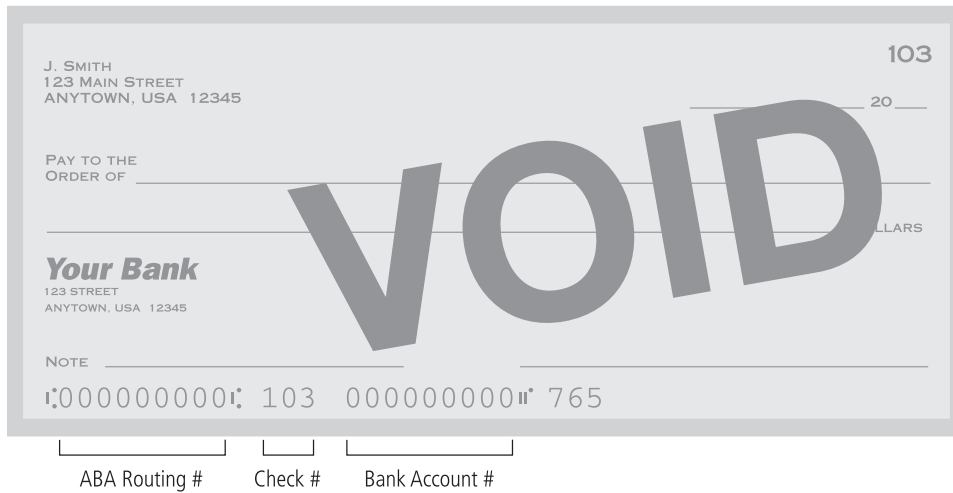 103
J. SMITH
123 MAIN STREET
ANYTOWN, USA 12345
20
PAY TO THE
ORDER OF
VOID
LLARS
Your Bank
123 STREET
ANYTOWN, USA 12345
NOTE
⑆000000000⑆ 103 000000000⑈ 765
ABA Routing # Check # Bank Account #